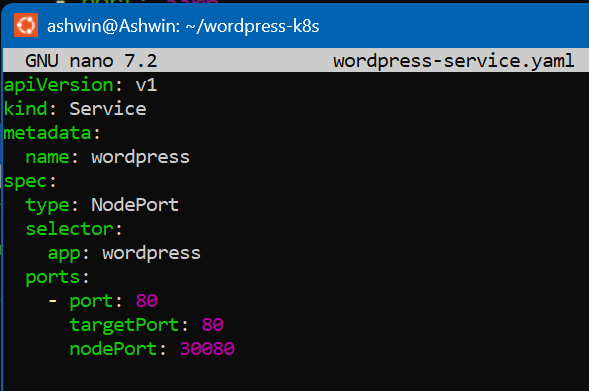 ashwin@Ashwin: ~/wordpress-k8s
GNU nano 7.2 wordpress-service.yaml
apiVersion: v1
kind: Service
metadata:
  name: wordpress
spec:
  type: NodePort
  selector:
    app: wordpress
  ports:
    - port: 80
      targetPort: 80
      nodePort: 30080